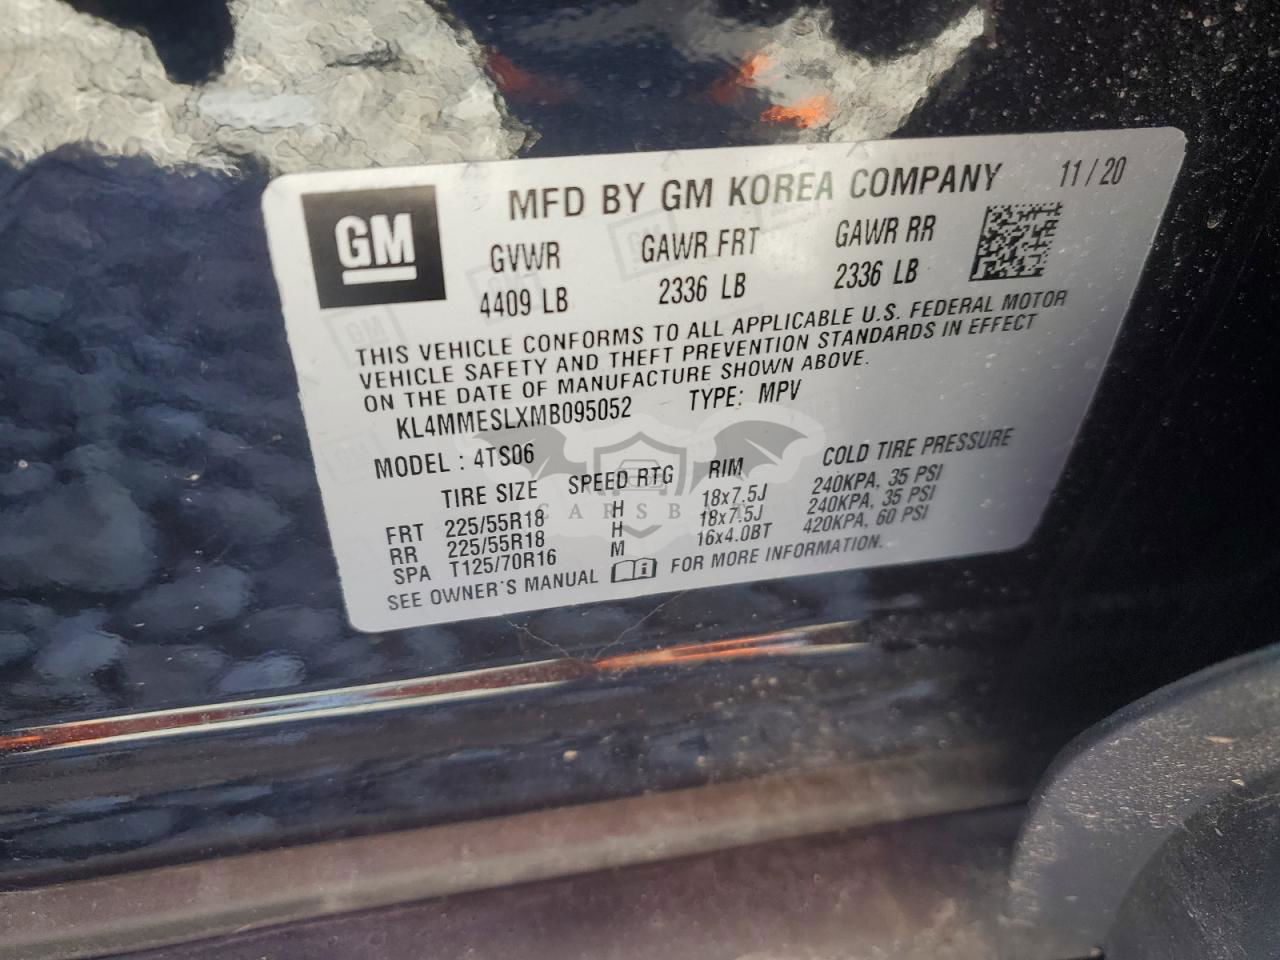 GM
MFD BY GM KOREA COMPANY 11/20
GVWR GAWR FRT GAWR RR
4409 LB 2336 LB 2336 LB
THIS VEHICLE CONFORMS TO ALL APPLICABLE U.S. FEDERAL MOTOR
VEHICLE SAFETY AND THEFT PREVENTION STANDARDS IN EFFECT
ON THE DATE OF MANUFACTURE SHOWN ABOVE.
KL4MMESLXMB095052 TYPE: MPV
MODEL : 4TS06
TIRE SIZE SPEED RTG RIM COLD TIRE PRESSURE
FRT 225/55R18 H 18x7.5J 240KPA, 35 PSI
RR 225/55R18 H 18x7.5J 240KPA, 35 PSI
SPA T125/70R16 M 16x4.0BT 420KPA, 60 PSI
SEE OWNER'S MANUAL FOR MORE INFORMATION.